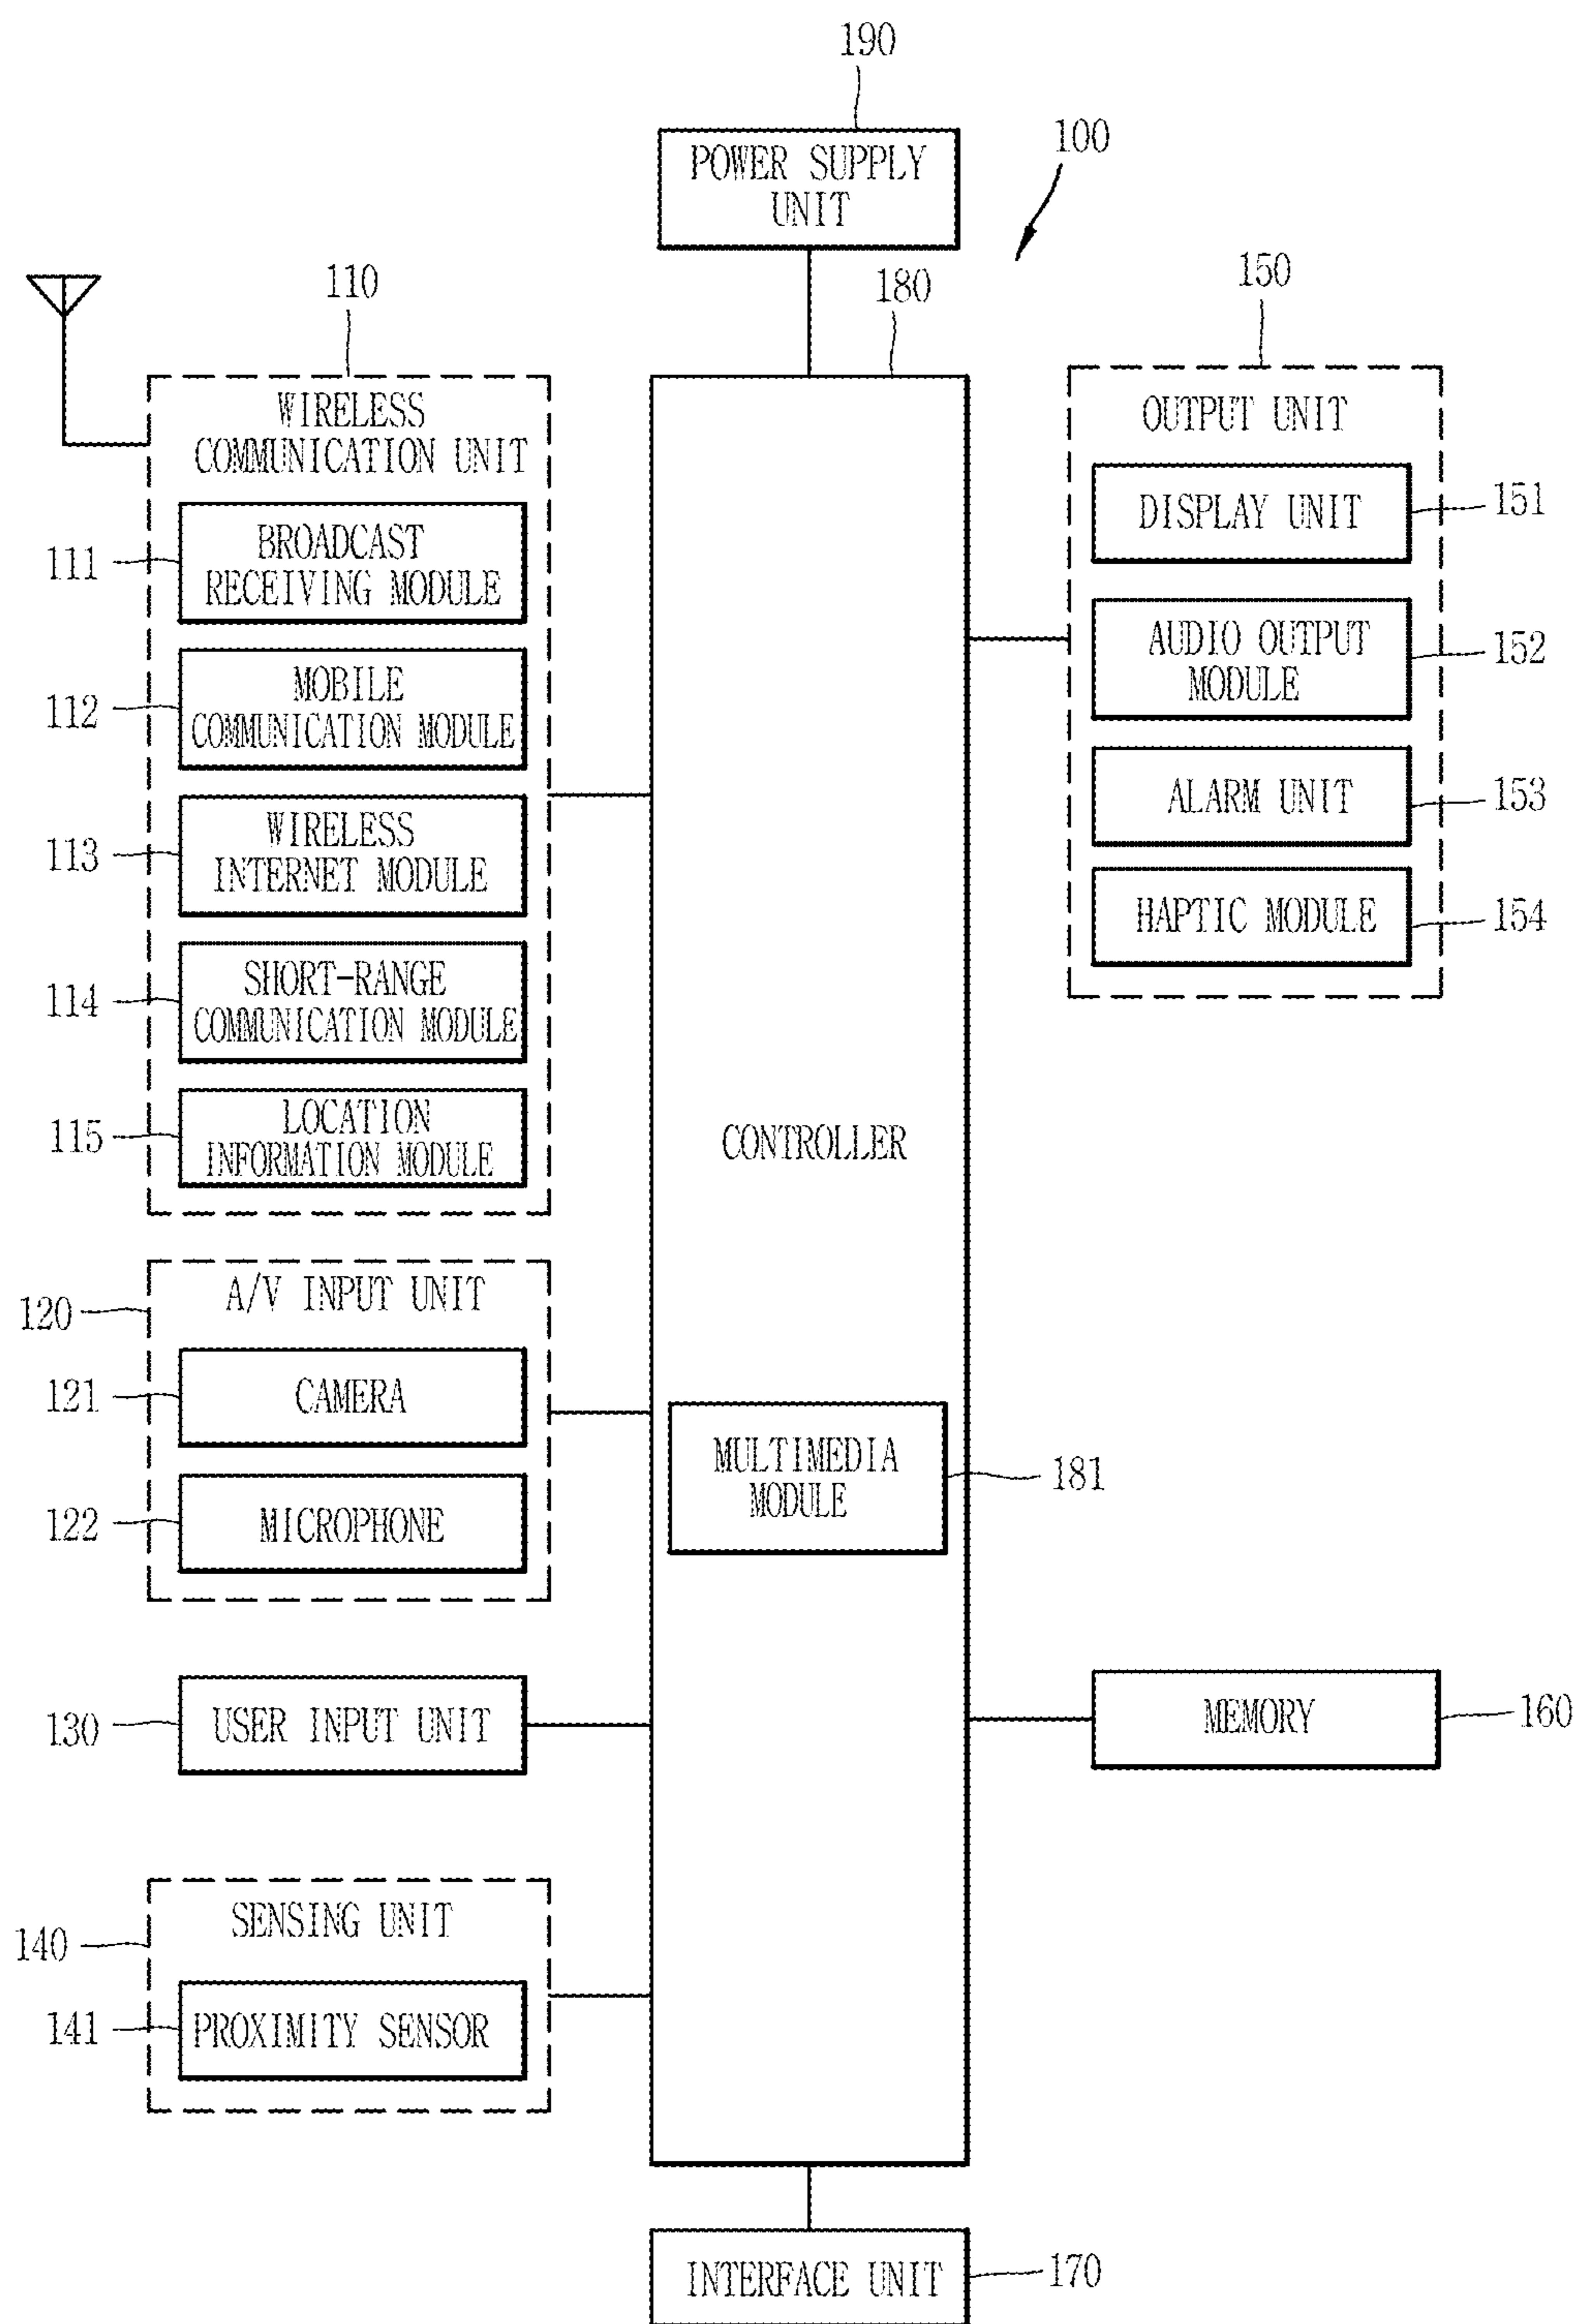 190
POWER SUPPLY
UNIT
100
110
180
150
WIRELESS
COMMUNICATION UNIT
111
BROADCAST
RECEIVING MODULE
112
MOBILE
COMMUNICATION MODULE
113
WIRELESS
INTERNET MODULE
114
SHORT-RANGE
COMMUNICATION MODULE
115
LOCATION
INFORMATION MODULE
120
A/V INPUT UNIT
121
CAMERA
122
MICROPHONE
130
USER INPUT UNIT
140
SENSING UNIT
141
PROXIMITY SENSOR
CONTROLLER
MULTIMEDIA
MODULE
181
OUTPUT UNIT
DISPLAY UNIT
151
AUDIO OUTPUT
MODULE
152
ALARM UNIT
153
HAPTIC MODULE
154
MEMORY
160
INTERFACE UNIT
170